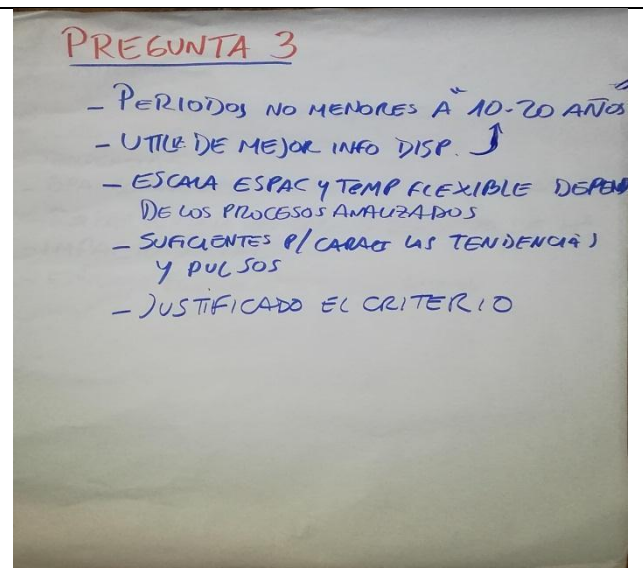 PREGUNTA 3
- PERIODOS NO MENORES A "10-20 AÑOS"
- UTILIZ DE MEJOR INFO DISP.
- ESCALA ESPAC Y TEMP FLEXIBLE DEPEND
DE LOS PROCESOS ANALIZADOS
- SUFICIENTES P/ CARACT LAS TENDENCIAS
Y PULSOS
- JUSTIFICADO EL CRITERIO